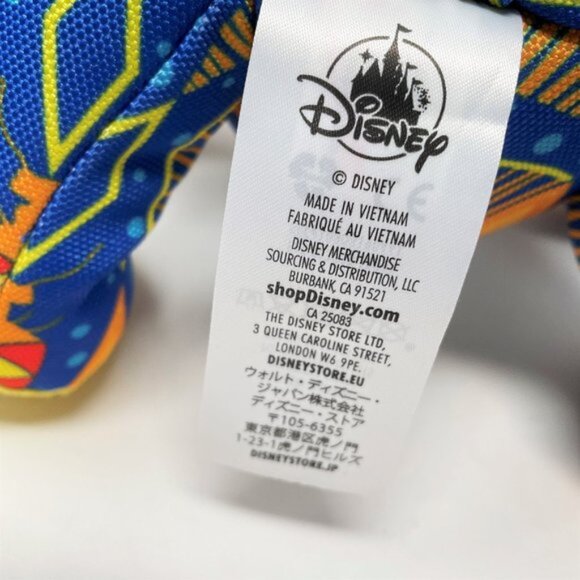 Disney
© DISNEY
MADE IN VIETNAM
FABRIQUÉ AU VIETNAM
DISNEY MERCHANDISE
SOURCING & DISTRIBUTION, LLC
BURBANK, CA 91521
shopDisney.com
CA 25083
THE DISNEY STORE LTD,
3 QUEEN CAROLINE STREET,
LONDON W6 9PE.
DISNEYSTORE.EU
ウォルト・ディズニー・
ジャパン株式会社
ディズニー・ストア
〒105-6355
東京都港区虎ノ門
1-23-1虎ノ門ヒルズ
DISNEYSTORE.JP